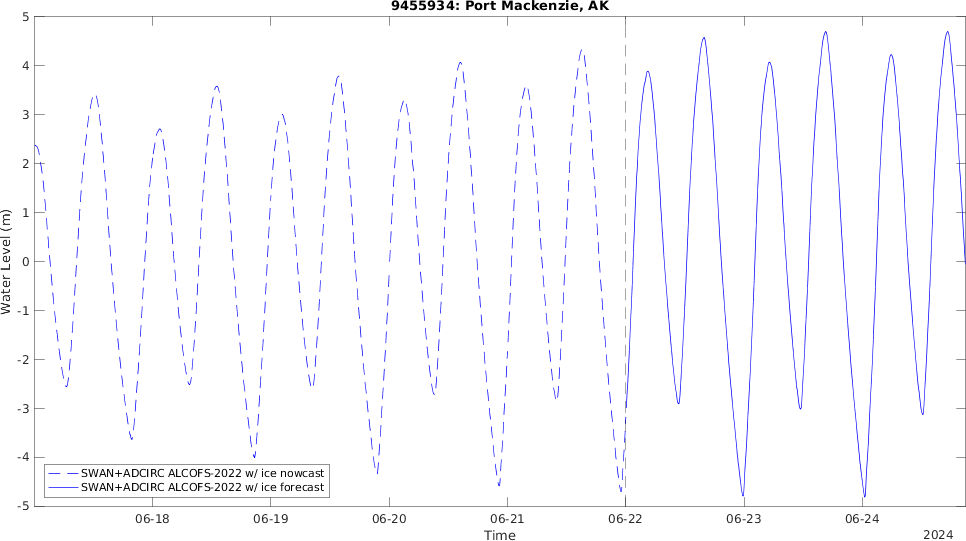 9455934: Port Mackenzie, AK
5
4
3
2
1
0
-1
-2
-3
-4
-5
Water Level (m)
SWAN+ADCIRC ALCOFS-2022 w/ ice nowcast
SWAN+ADCIRC ALCOFS-2022 w/ ice forecast
06-18 06-19 06-20 06-21 06-22 06-23 06-24
Time
2024